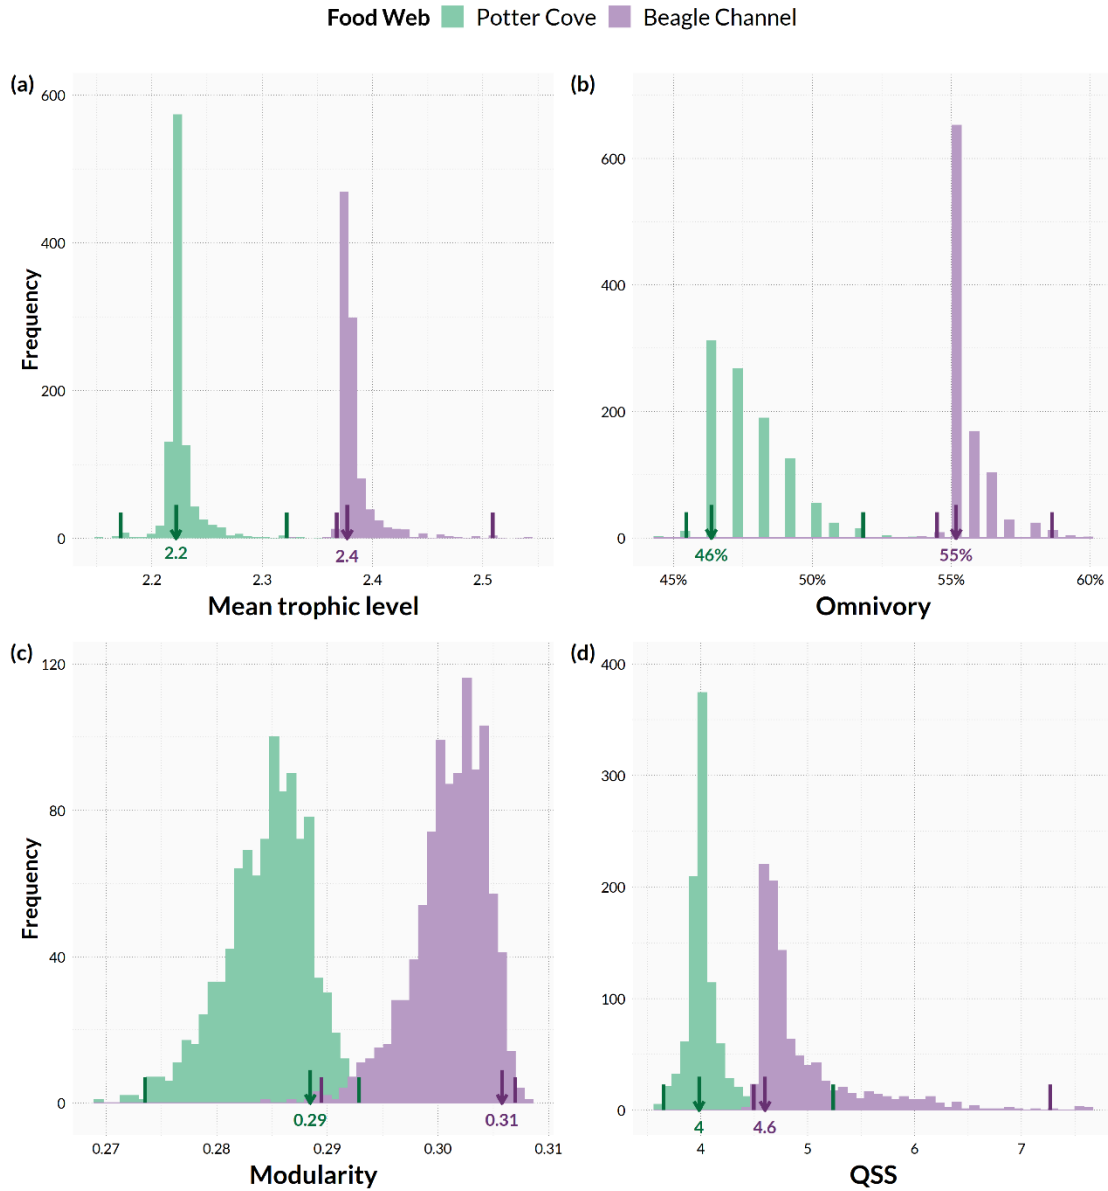 Food Web Potter Cove Beagle Channel
(a)
600
400
200
0
Frequency
2.2
2.4
2.2 2.3 2.4 2.5
Mean trophic level
(b)
600
400
200
0
46%
55%
45% 50% 55% 60%
Omnivory
(c)
120
80
40
0
Frequency
0.29
0.31
0.27 0.28 0.29 0.30 0.31
Modularity
(d)
400
300
200
100
0
4
4.6
4 5 6 7
QSS